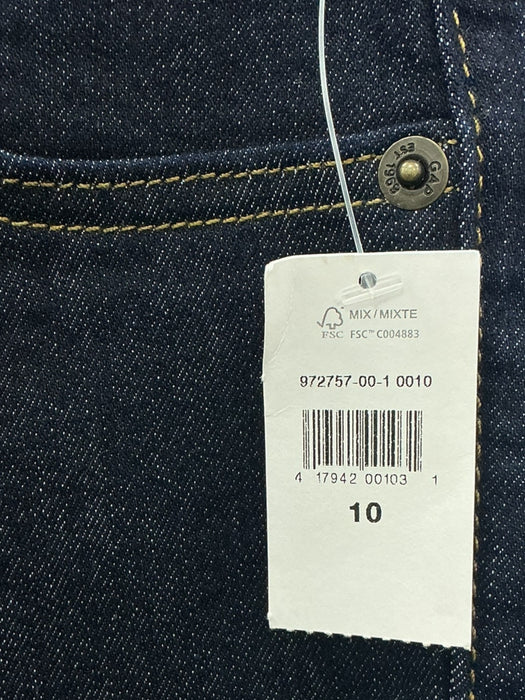 GAP
EST. 1969
MIX/MIXTE
FSC FSC™ C004883
972757-00-1 0010
4 17942 00103 1
10